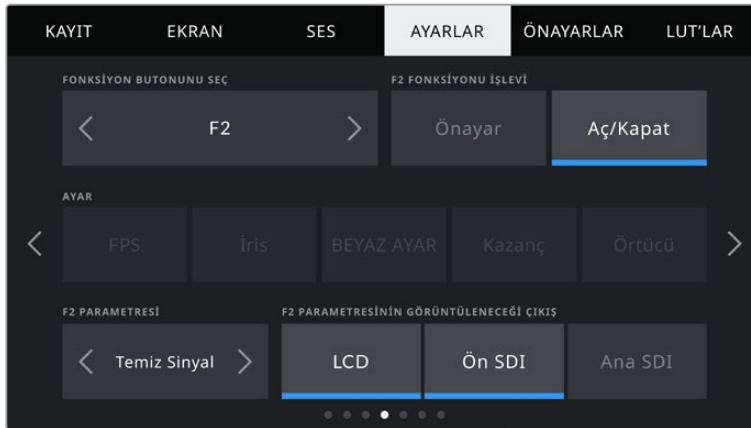 KAYIT EKRAN SES AYARLAR ÖNAYARLAR LUT'LAR
FONKSİYON BUTONUNU SEÇ F2 FONKSİYONU İŞLEVİ
F2 Önayar Aç/Kapat
AYAR
FPS İris BEYAZ AYAR Kazanç Örtücü
F2 PARAMETRESİ F2 PARAMETRESİNİN GÖRÜNTÜLENECEĞİ ÇIKIŞ
Temiz Sinyal LCD Ön SDI Ana SDI